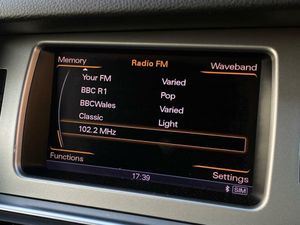 Memory Radio FM Waveband
Your FM Varied
BBC R1 Pop
BBCWales Varied
Classic Light
102.2 MHz
Functions Settings
17:39 SIM